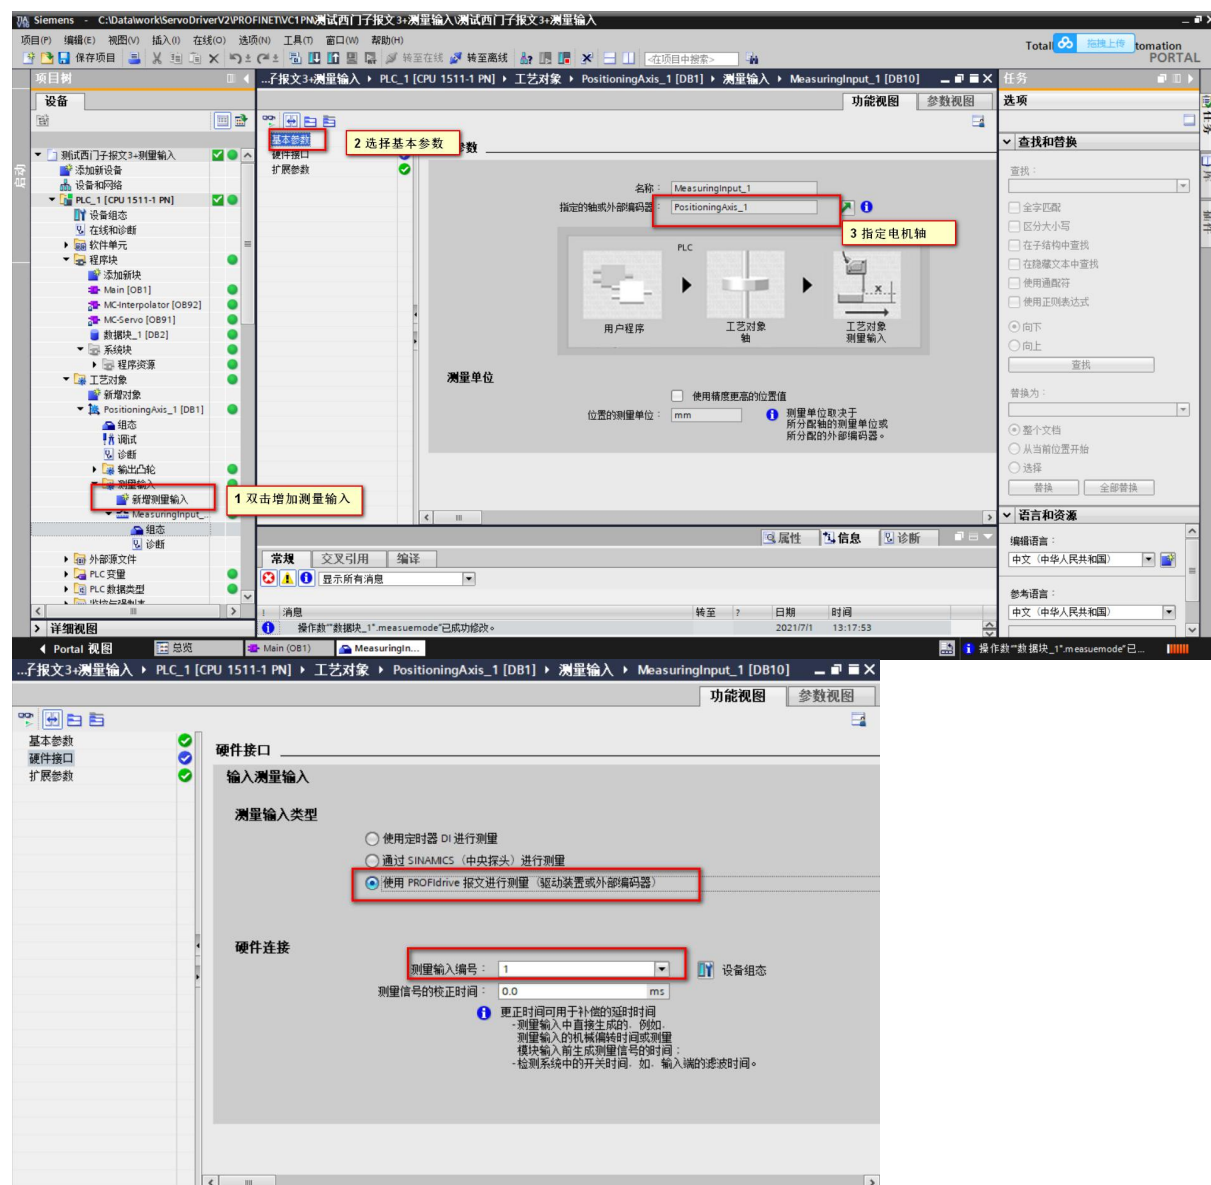 Siemens - C:\Data\work\ServoDriverV2\PROFINET\VC1PN\测试西门子报文3+测量输入\测试西门子报文3+测量输入
项目(P) 编辑(E) 视图(V) 插入(I) 在线(O) 选项(N) 工具(T) 窗口(W) 帮助(H)
Totall
拖拽上传
tomation
PORTAL
保存项目
转至在线
转至离线
<在项目中搜索>
项目树
...子报文3+测量输入 ▸ PLC_1 [CPU 1511-1 PN] ▸ 工艺对象 ▸ PositioningAxis_1 [DB1] ▸ 测量输入 ▸ MeasuringInput_1 [DB10]
任务
设备
功能视图
参数视图
选项
启动
任务
基本参数
硬件接口
扩展参数
2 选择基本参数
参数
测试西门子报文3+测量输入
添加新设备
设备和网络
PLC_1 [CPU 1511-1 PN]
设备组态
在线和诊断
软件单元
程序块
添加新块
Main [OB1]
MC-Interpolator [OB92]
MC-Servo [OB91]
数据块_1 [DB2]
系统块
程序资源
工艺对象
新增对象
PositioningAxis_1 [DB1]
组态
调试
诊断
输出凸轮
测量输入
新增测量输入
MeasuringInput_...
组态
诊断
外部源文件
PLC 变量
PLC 数据类型
监控与强制表
1 双击增加测量输入
名称: MeasuringInput_1
指定的轴或外部编码器: PositioningAxis_1
3 指定电机轴
PLC
用户程序
工艺对象
轴
工艺对象
测量输入
测量单位
使用精度更高的位置值
位置的测量单位: mm
测量单位取决于
所分配轴的测量单位或
所分配的外部编码器。
查找和替换
查找:
全字匹配
区分大小写
在子结构中查找
在隐藏文本中查找
使用通配符
使用正则表达式
向下
向上
查找
替换为:
整个文档
从当前位置开始
选择
替换
全部替换
语言和资源
编辑语言:
中文（中华人民共和国）
参考语言:
中文（中华人民共和国）
属性
信息
诊断
常规
交叉引用
编译
显示所有消息
! 消息 转至 ? 日期 时间
操作数"数据块_1".measuemode"已成功修改。 2021/7/1 13:17:53
详细视图
Portal 视图
总览
Main (OB1)
MeasuringIn...
操作数"数据块_1".measuemode"已...
...子报文3+测量输入 ▸ PLC_1 [CPU 1511-1 PN] ▸ 工艺对象 ▸ PositioningAxis_1 [DB1] ▸ 测量输入 ▸ MeasuringInput_1 [DB10]
功能视图
参数视图
基本参数
硬件接口
扩展参数
硬件接口
输入测量输入
测量输入类型
使用定时器 DI 进行测量
通过 SINAMICS（中央探头）进行测量
使用 PROFIdrive 报文进行测量（驱动装置或外部编码器）
硬件连接
测量输入编号: 1
设备组态
测量信号的校正时间: 0.0 ms
更正时间可用于补偿的延时时间
-测量输入中直接生成的，例如，
测量输入的机械偏转时间或测量
模块输入前生成测量信号的时间；
-检测系统中的开关时间，如，输入端的滤波时间。